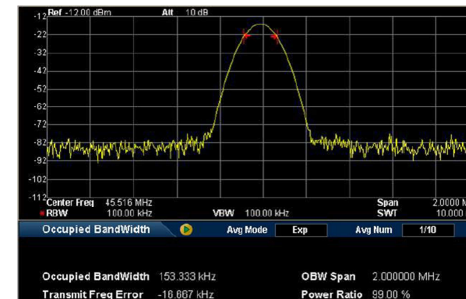 -12 Ref -12.00 dBm Att 10 dB
-22
-32
-42
-52
-62
-72
-82
-92
-102
-112
Center Freq 45.516 MHz Span 2.0000
RBW 100.00 kHz VBW 100.00 kHz SWT 10.000
Occupied BandWidth Avg Mode Exp Avg Num 1/10
Occupied BandWidth 153.333 kHz OBW Span 2.000000 MHz
Transmit Freq Error -16.667 kHz Power Ratio 99.00 %